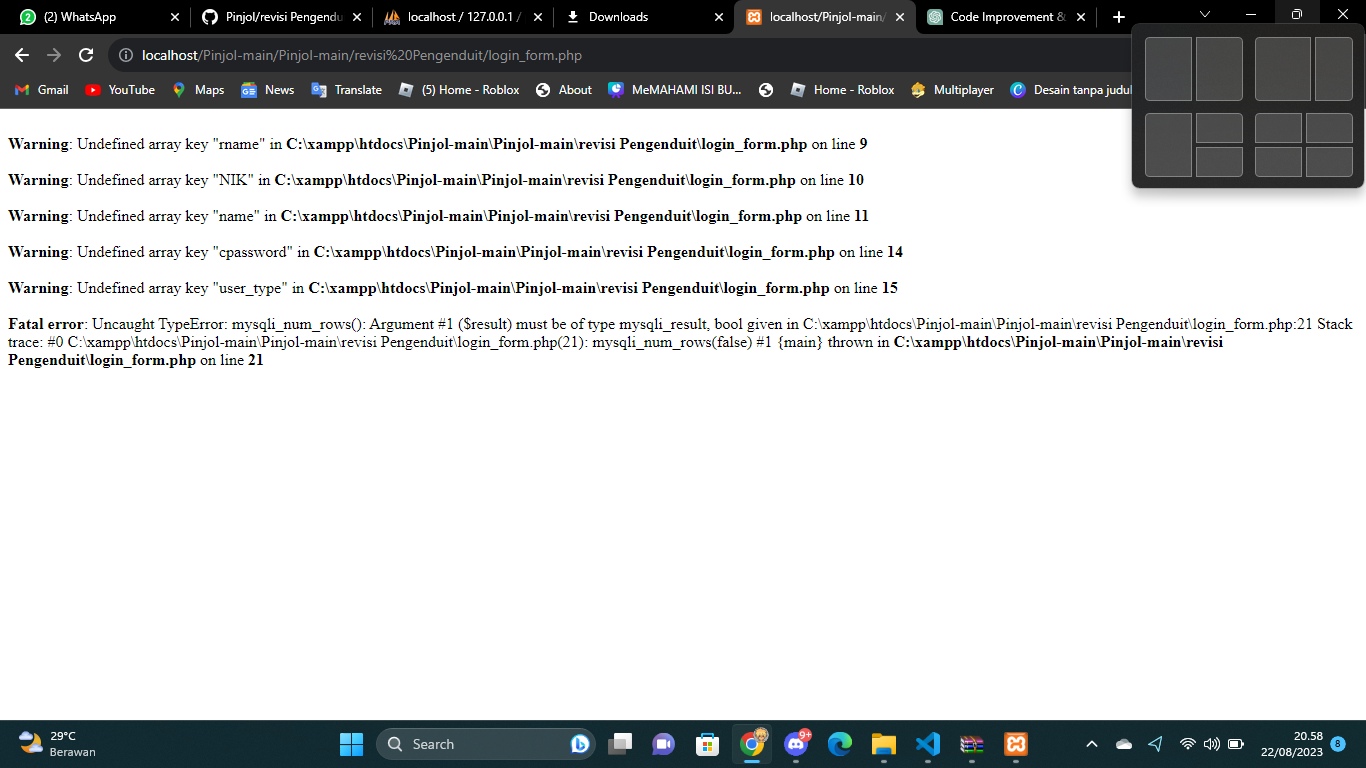 (2) WhatsApp
Pinjol/revisi Pengendu
localhost / 127.0.0.1 /
Downloads
localhost/Pinjol-main/
Code Improvement &
localhost/Pinjol-main/Pinjol-main/revisi%20Pengenduit/login_form.php
Gmail
YouTube
Maps
News
Translate
(5) Home - Roblox
About
MeMAHAMI ISI BU...
Home - Roblox
Multiplayer
Desain tanpa judul
Warning: Undefined array key "rname" in C:\xampp\htdocs\Pinjol-main\Pinjol-main\revisi Pengenduit\login_form.php on line 9
Warning: Undefined array key "NIK" in C:\xampp\htdocs\Pinjol-main\Pinjol-main\revisi Pengenduit\login_form.php on line 10
Warning: Undefined array key "name" in C:\xampp\htdocs\Pinjol-main\Pinjol-main\revisi Pengenduit\login_form.php on line 11
Warning: Undefined array key "cpassword" in C:\xampp\htdocs\Pinjol-main\Pinjol-main\revisi Pengenduit\login_form.php on line 14
Warning: Undefined array key "user_type" in C:\xampp\htdocs\Pinjol-main\Pinjol-main\revisi Pengenduit\login_form.php on line 15
Fatal error: Uncaught TypeError: mysqli_num_rows(): Argument #1 ($result) must be of type mysqli_result, bool given in C:\xampp\htdocs\Pinjol-main\Pinjol-main\revisi Pengenduit\login_form.php:21 Stack
trace: #0 C:\xampp\htdocs\Pinjol-main\Pinjol-main\revisi Pengenduit\login_form.php(21): mysqli_num_rows(false) #1 {main} thrown in C:\xampp\htdocs\Pinjol-main\Pinjol-main\revisi
Pengenduit\login_form.php on line 21
29°C
Berawan
Search
9+
20.58
22/08/2023
8